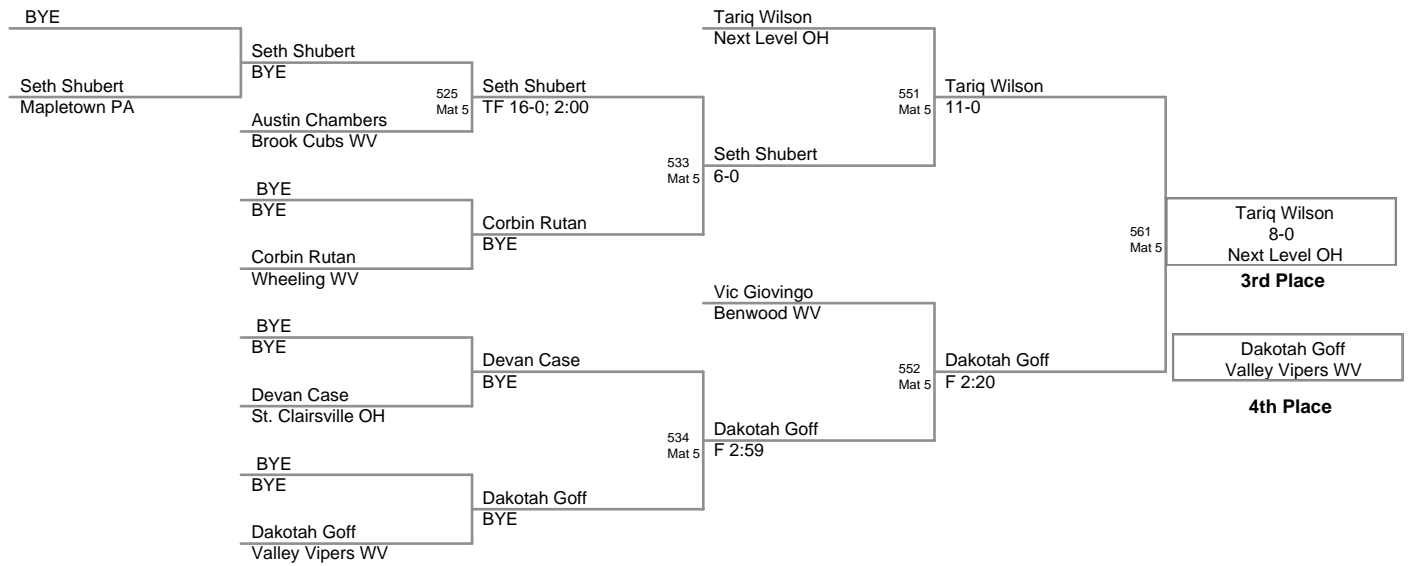 BYE
Seth Shubert
Mapletown PA
Seth Shubert
BYE
Austin Chambers
Brook Cubs WV
BYE
BYE
Corbin Rutan
Wheeling WV
BYE
BYE
Devan Case
St. Clairsville OH
BYE
BYE
Dakotah Goff
Valley Vipers WV
525
Mat 5
Seth Shubert
TF 16-0; 2:00
Corbin Rutan
BYE
Devan Case
BYE
Dakotah Goff
BYE
533
Mat 5
534
Mat 5
Tariq Wilson
Next Level OH
Seth Shubert
6-0
Vic Giovingo
Benwood WV
Dakotah Goff
F 2:59
551
Mat 5
552
Mat 5
Tariq Wilson
11-0
Dakotah Goff
F 2:20
561
Mat 5
Tariq Wilson
8-0
Next Level OH
3rd Place
Dakotah Goff
Valley Vipers WV
4th Place